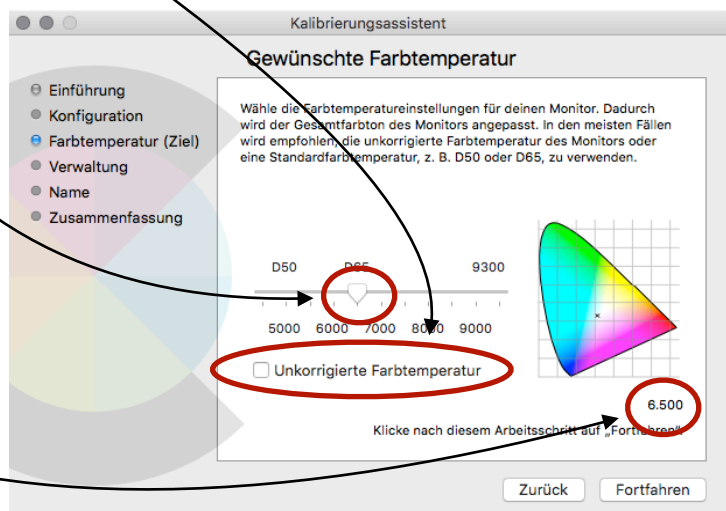 Kalibrierungsassistent
Gewünschte Farbtemperatur
Einführung
Konfiguration
Farbtemperatur (Ziel)
Verwaltung
Name
Zusammenfassung
Wähle die Farbtemperatureinstellungen für deinen Monitor. Dadurch
wird der Gesamtfarbton des Monitors angepasst. In den meisten Fällen
wird empfohlen, die unkorrigierte Farbtemperatur des Monitors oder
eine Standardfarbtemperatur, z. B. D50 oder D65, zu verwenden.
D50 D65 9300
5000 6000 7000 8000 9000
Unkorrigierte Farbtemperatur
6.500
Klicke nach diesem Arbeitsschritt auf „Fortfahren“.
Zurück Fortfahren